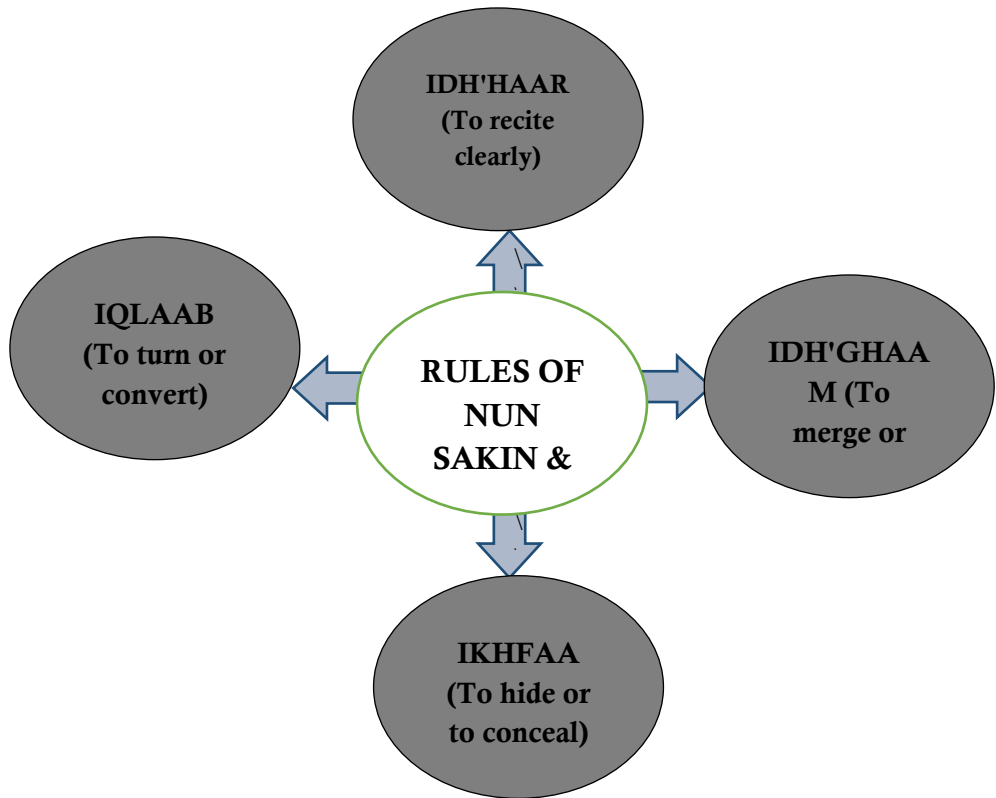 IDH'HAAR
(To recite
clearly)
IQLAAB
(To turn or
convert)
RULES OF
NUN
SAKIN &
IDH'GHAA
M (To
merge or
IKHFAA
(To hide or
to conceal)